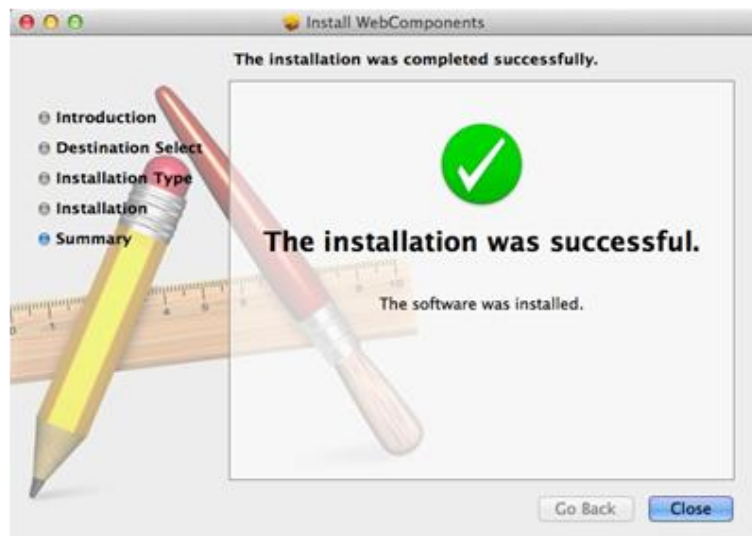 Install WebComponents
The installation was completed successfully.
Introduction
Destination Select
Installation Type
Installation
Summary
The installation was successful.
The software was installed.
Go Back
Close